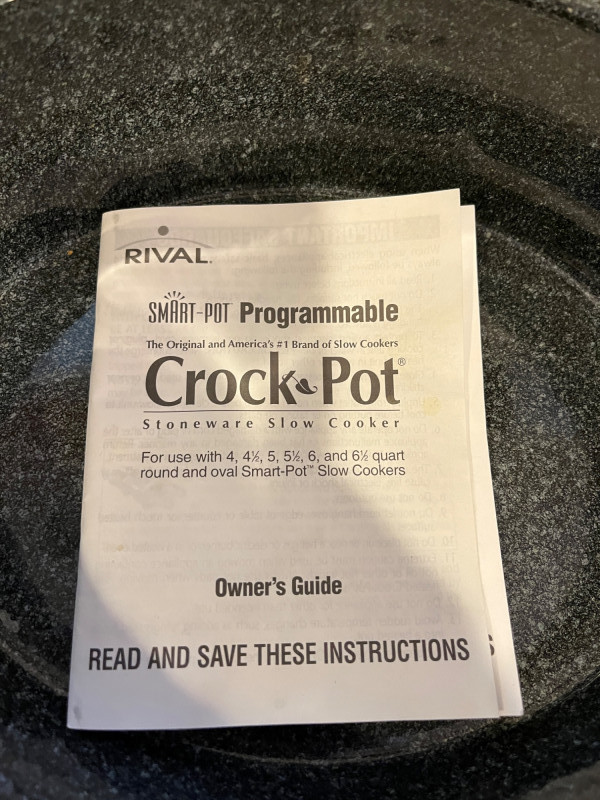 RIVAL.
SMART-POT Programmable
The Original and America's #1 Brand of Slow Cookers
Crock Pot®
Stoneware Slow Cooker
For use with 4, 4½, 5, 5½, 6, and 6½ quart
round and oval Smart-Pot™ Slow Cookers
Owner's Guide
READ AND SAVE THESE INSTRUCTIONS
S